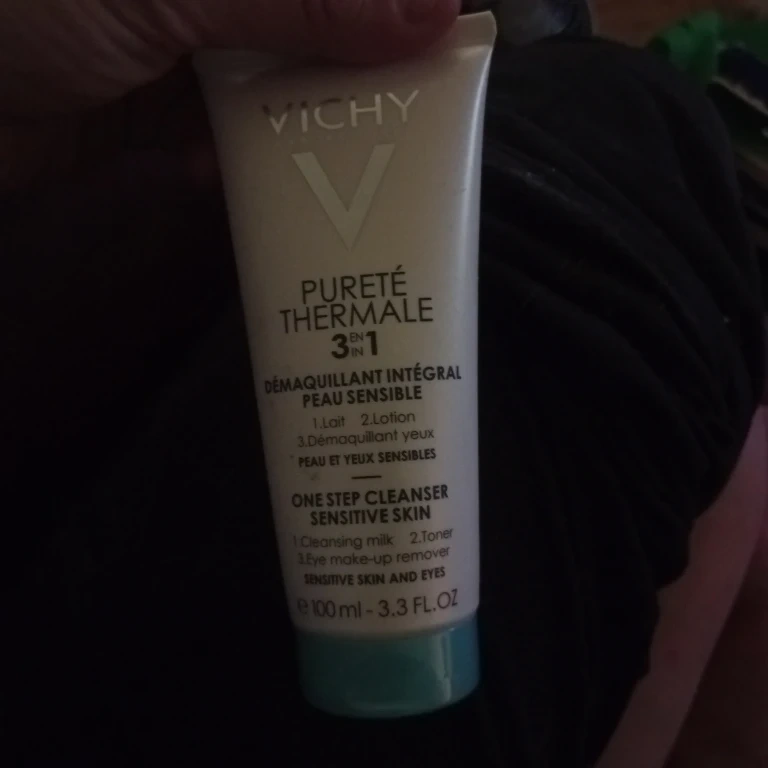 VICHY
V
PURETÉ
THERMALE
3 EN IN 1
DÉMAQUILLANT INTÉGRAL
PEAU SENSIBLE
1.Lait 2.Lotion
3.Démaquillant yeux
PEAU ET YEUX SENSIBLES
ONE STEP CLEANSER
SENSITIVE SKIN
1.Cleansing milk 2.Toner
3.Eye make-up remover
SENSITIVE SKIN AND EYES
e 100 ml - 3.3 FL.OZ